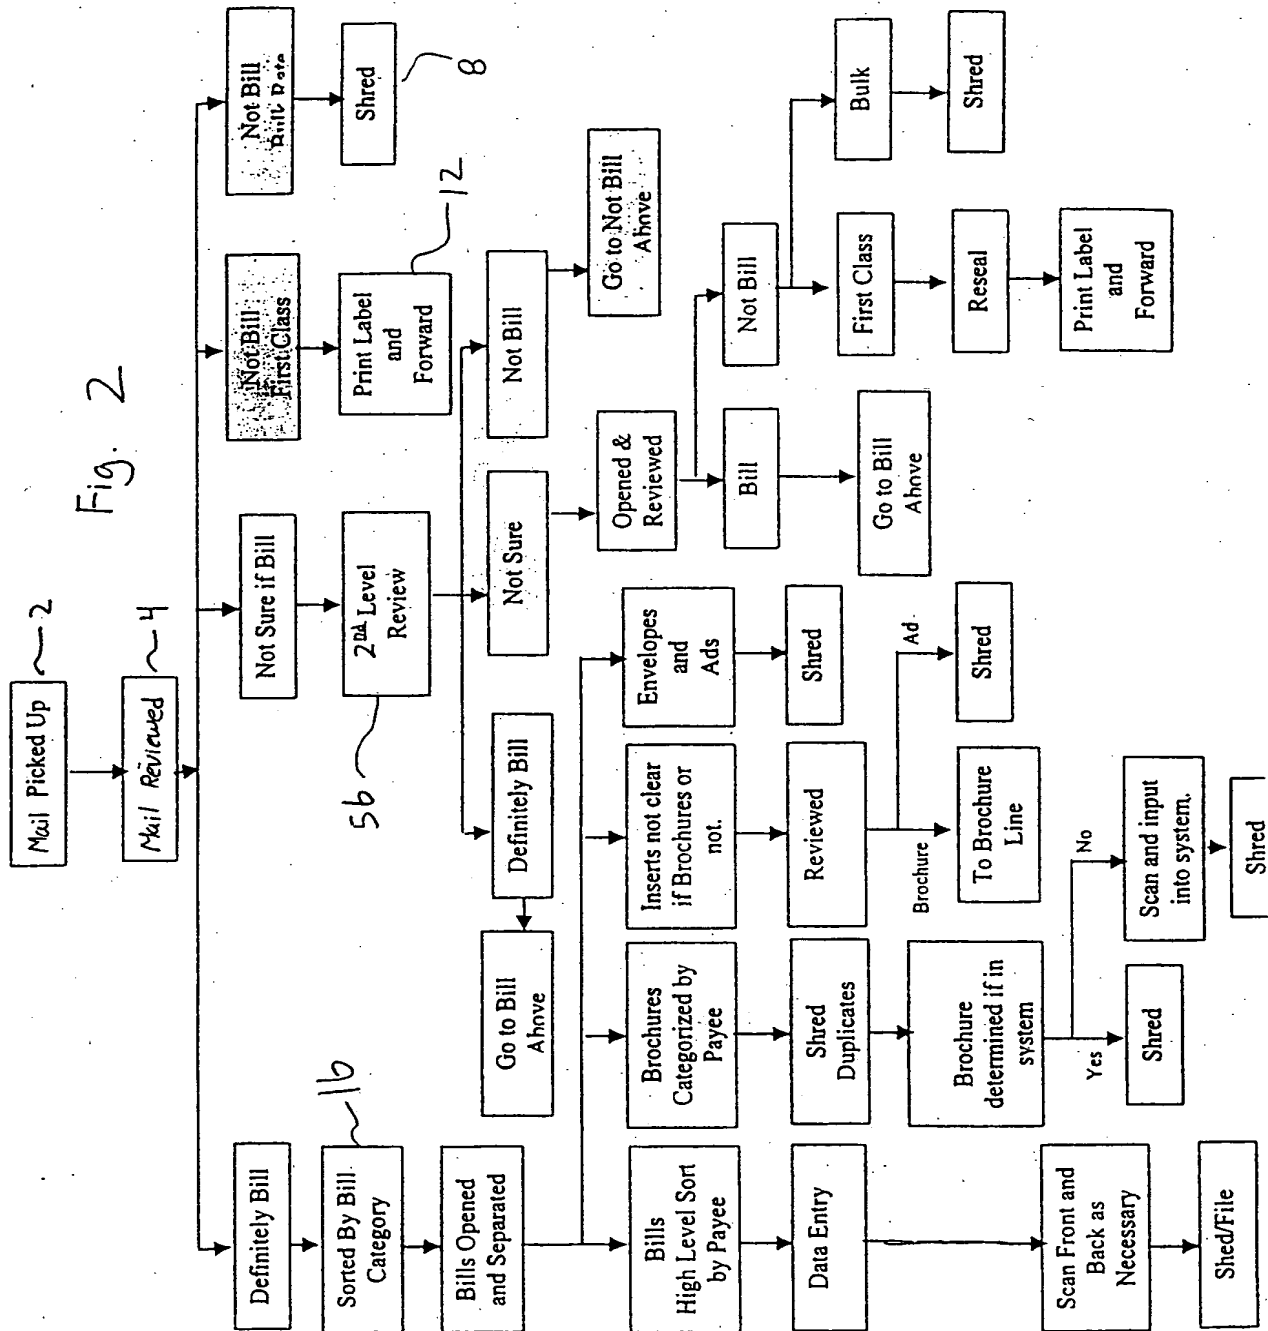 Fig. 2
Mail Picked Up
2
Mail Reviewed
4
Definitely Bill
Not Sure if Bill
Not Bill
First Class
Not Bill
Sorted By Bill
Category
16
2nd Level
Review
56
Print Label
and
Forward
12
Shred
8
Bills Opened
and Separated
Go to Bill
Above
Definitely Bill
Not Sure
Not Bill
Opened &
Reviewed
Go to Not Bill
Above
Bills
High Level Sort
by Payee
Brochures
Categorized by
Payee
Inserts not clear
if Brochures or
not.
Envelopes
and
Ads
Bill
Not Bill
Data Entry
Shred
Duplicates
Reviewed
Shred
Go to Bill
Above
First Class
Bulk
Brochure
Ad
Brochure
determined if in
system
To Brochure
Line
Shred
Reseal
Shred
Yes
No
Scan Front and
Back as
Necessary
Shred
Scan and input
into system.
Print Label
and
Forward
Shed/File
Shred